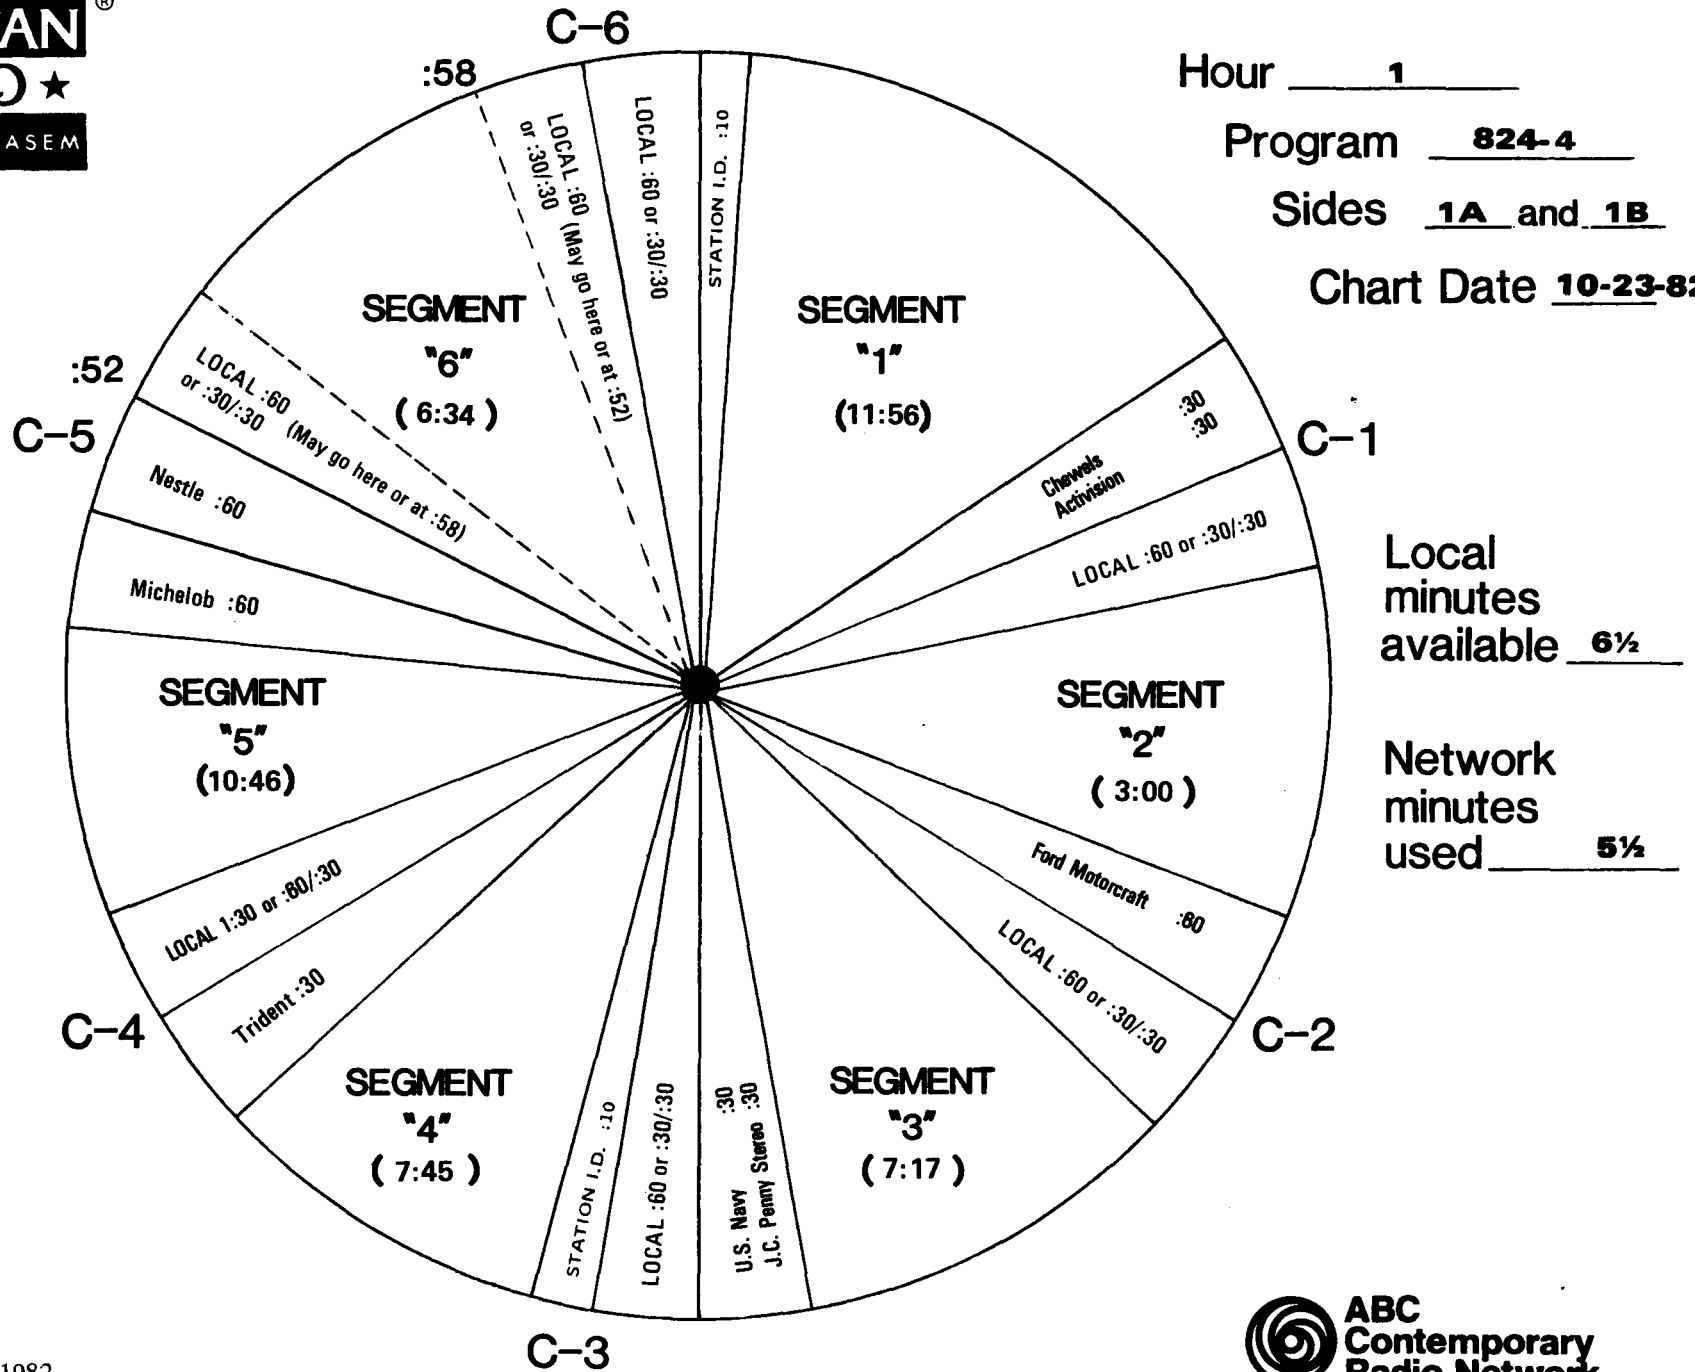 AN ®
ASEM
Hour 1
Program 824-4
Sides 1A and 1B
Chart Date 10-23-82
C-6
:58
LOCAL :60 or :30/:30
STATION I.D. :10
SEGMENT
"1"
(11:56)
Chewels :30
Activision :30
C-1
LOCAL :60 or :30/:30
SEGMENT
"2"
( 3:00 )
Ford Motorcraft :60
C-2
LOCAL :60 or :30/:30
SEGMENT
"3"
( 7:17 )
U.S. Navy :30
J.C. Penny Stereo :30
C-3
LOCAL :60 or :30/:30
STATION I.D. :10
SEGMENT
"4"
( 7:45 )
Trident :30
C-4
LOCAL 1:30 or :60/:30
SEGMENT
"5"
(10:46)
Michelob :60
Nestle :60
C-5
:52
LOCAL :60
or :30/:30 (May go here or at :58)
SEGMENT
"6"
( 6:34 )
LOCAL :60 (May go here or at :52)
or :30/:30
Local
minutes
available 6½
Network
minutes
used 5½
ABC
Contemporary
Radio Network
1982